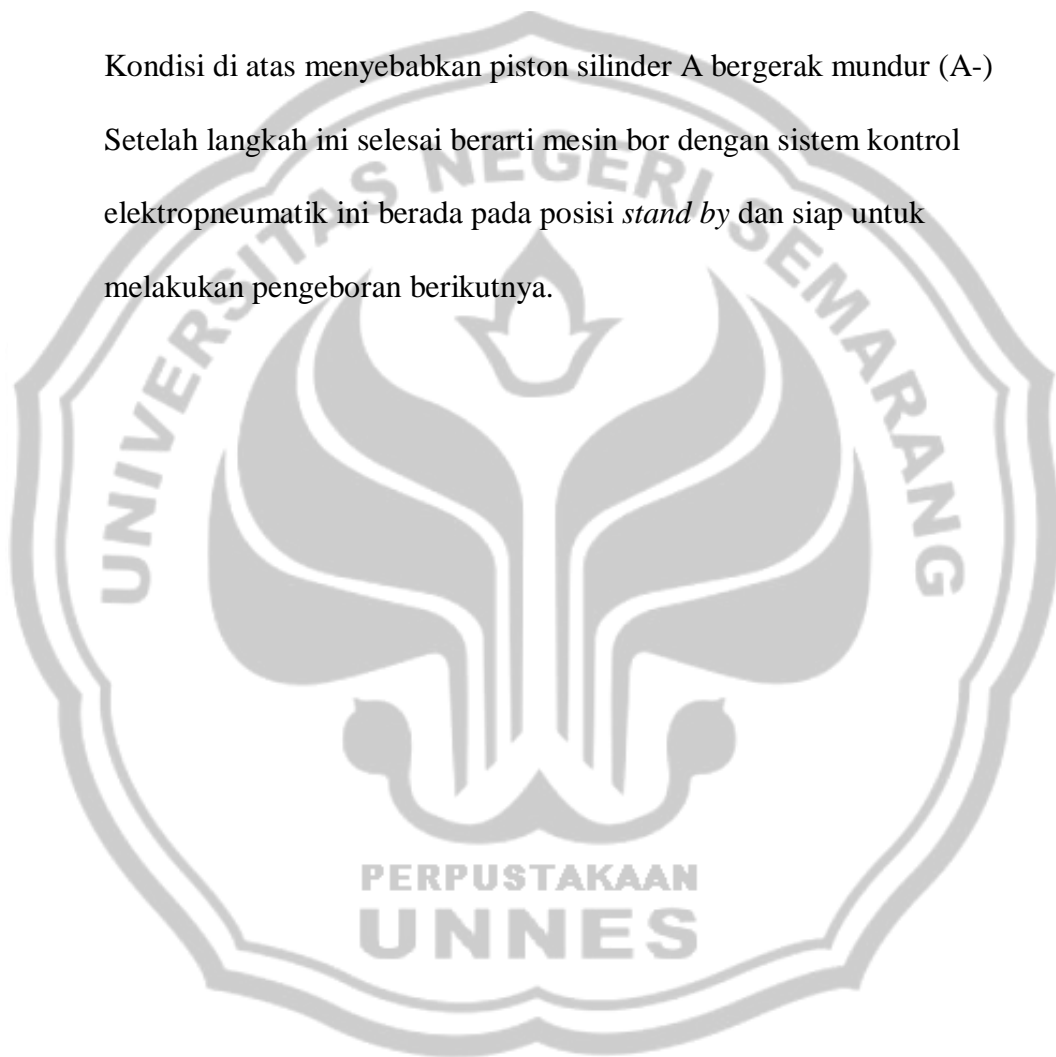 Kondisi di atas menyebabkan piston silinder A bergerak mundur (A-)
Setelah langkah ini selesai berarti mesin bor dengan sistem kontrol
elektropneumatik ini berada pada posisi stand by dan siap untuk
melakukan pengeboran berikutnya.
UNIVERSITAS NEGERI SEMARANG
PERPUSTAKAAN
UNNES